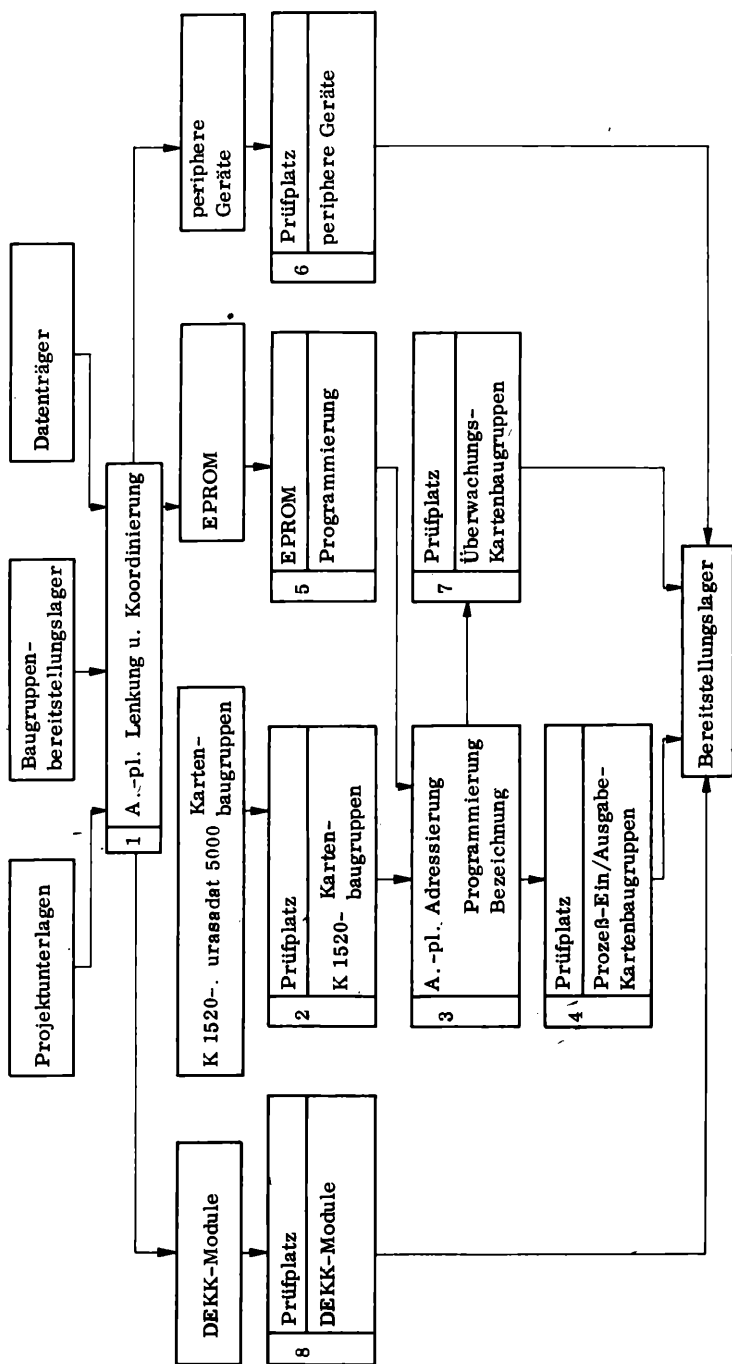 Projektunterlagen
Baugruppen-
bereitstellungslager
Datenträger
1 A.-pl. Lenkung u. Koordinierung
DEKK-Module
K 1520-. urasadat 5000 Karten-
baugruppen
EPROM
periphere
Geräte
8 Prüfplatz
DEKK-Module
2 Prüfplatz
K 1520- Karten-
baugruppen
5 EPROM
Programmierung
6 Prüfplatz
periphere Geräte
3 A.-pl. Adressierung
Programmierung
Bezeichnung
7 Prüfplatz
Überwachungs-
Kartenbaugruppen
4 Prüfplatz
Prozeß-Ein/Ausgabe-
Kartenbaugruppen
Bereitstellungslager